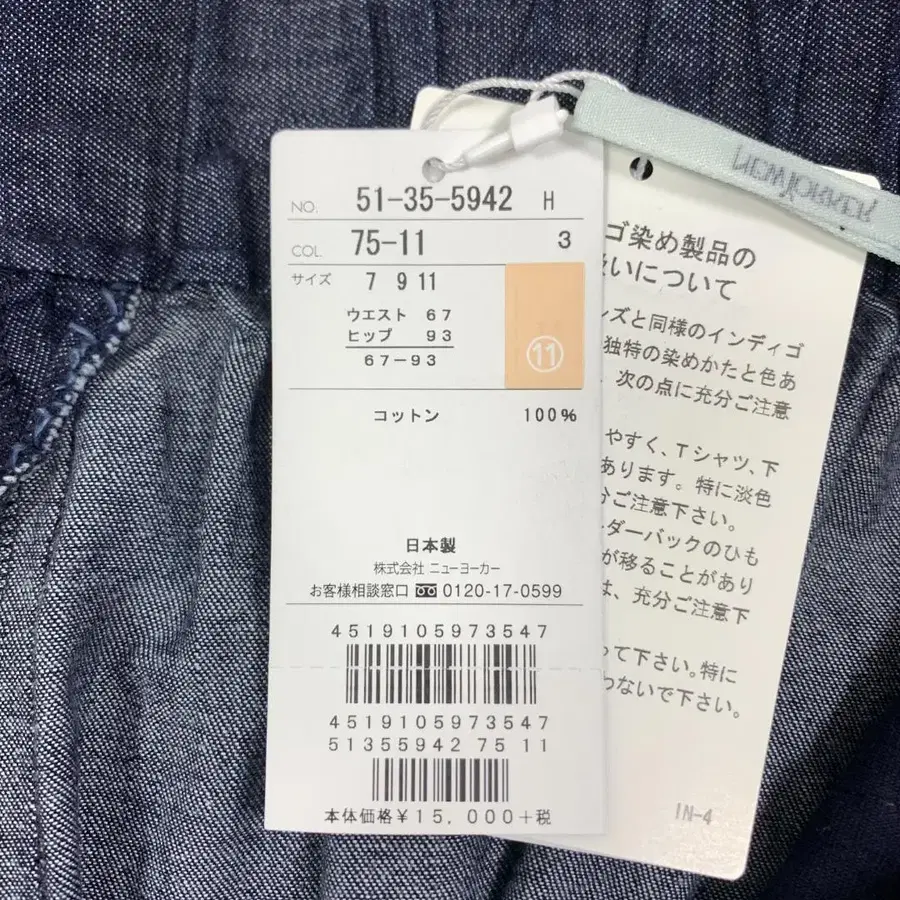 NO. 51-35-5942 H
COL. 75-11 3
サイズ 7 9 11
ウエスト 67
ヒップ 93
67-93
⑪
コットン 100%
日本製
株式会社 ニューヨーカー
お客様相談窓口 0120-17-0599
4519105973547
4519105973547
51355942 75 11
本体価格¥15,000+税
NEWYORKER
ゴ染め製品の
扱いについて
ンズと同様のインディゴ
独特の染めかたと色あ
次の点に充分ご注意
やすく、Tシャツ、下
あります。特に淡色
分ご注意下さい。
ダーバックのひも
が移ることがあり
は、充分ご注意下
って下さい。特に
わないで下さい。
IN-4